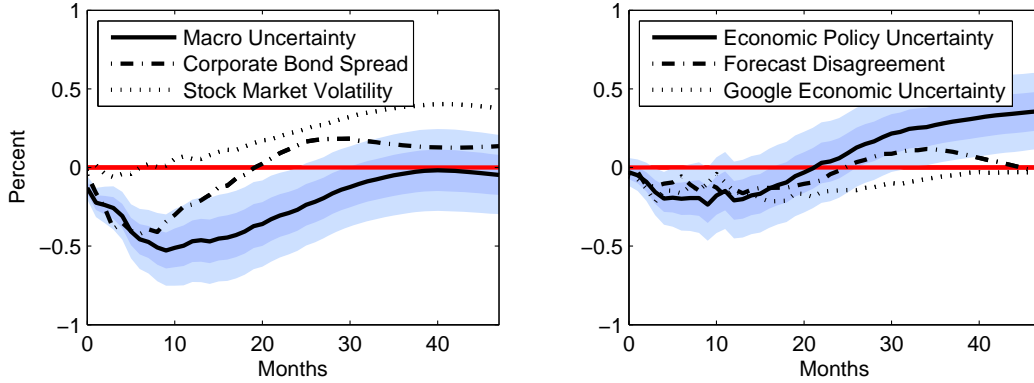 1
0.5
0
−0.5
−1
Percent
Macro Uncertainty
Corporate Bond Spread
Stock Market Volatility
0 10 20 30 40
Months
1
0.5
0
−0.5
−1
Economic Policy Uncertainty
Forecast Disagreement
Google Economic Uncertainty
0 10 20 30 40
Months